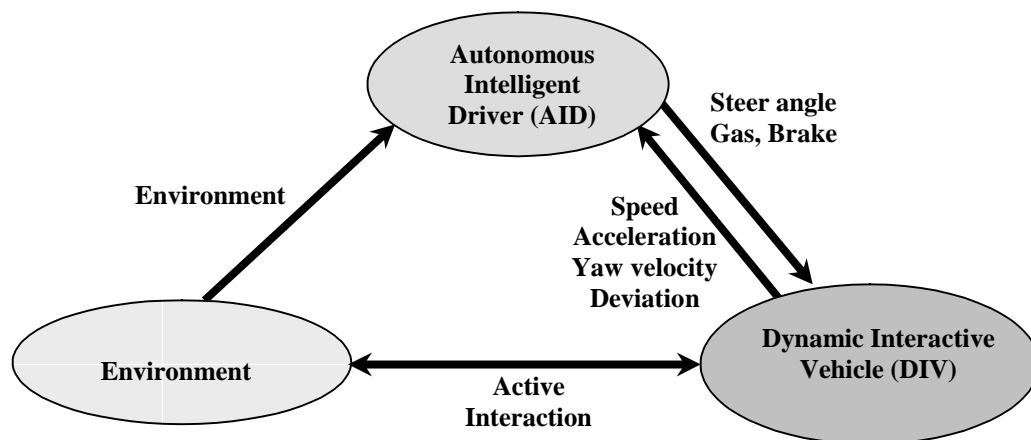 Autonomous
Intelligent
Driver (AID)
Steer angle
Gas, Brake
Environment
Speed
Acceleration
Yaw velocity
Deviation
Environment
Dynamic Interactive
Vehicle (DIV)
Active
Interaction